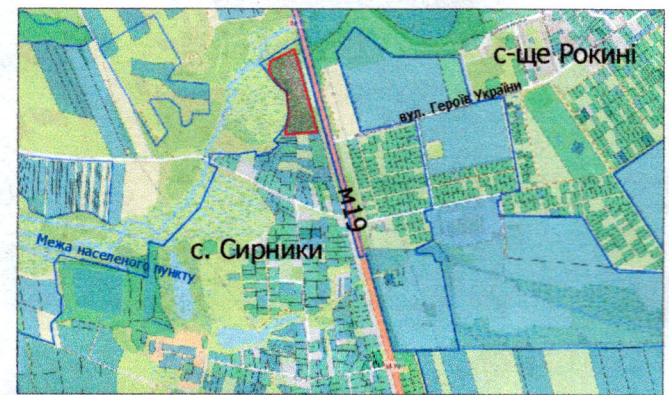 с-ще Рокині
вул. Героїв України
М19
с. Сирники
Межа населеного пункту